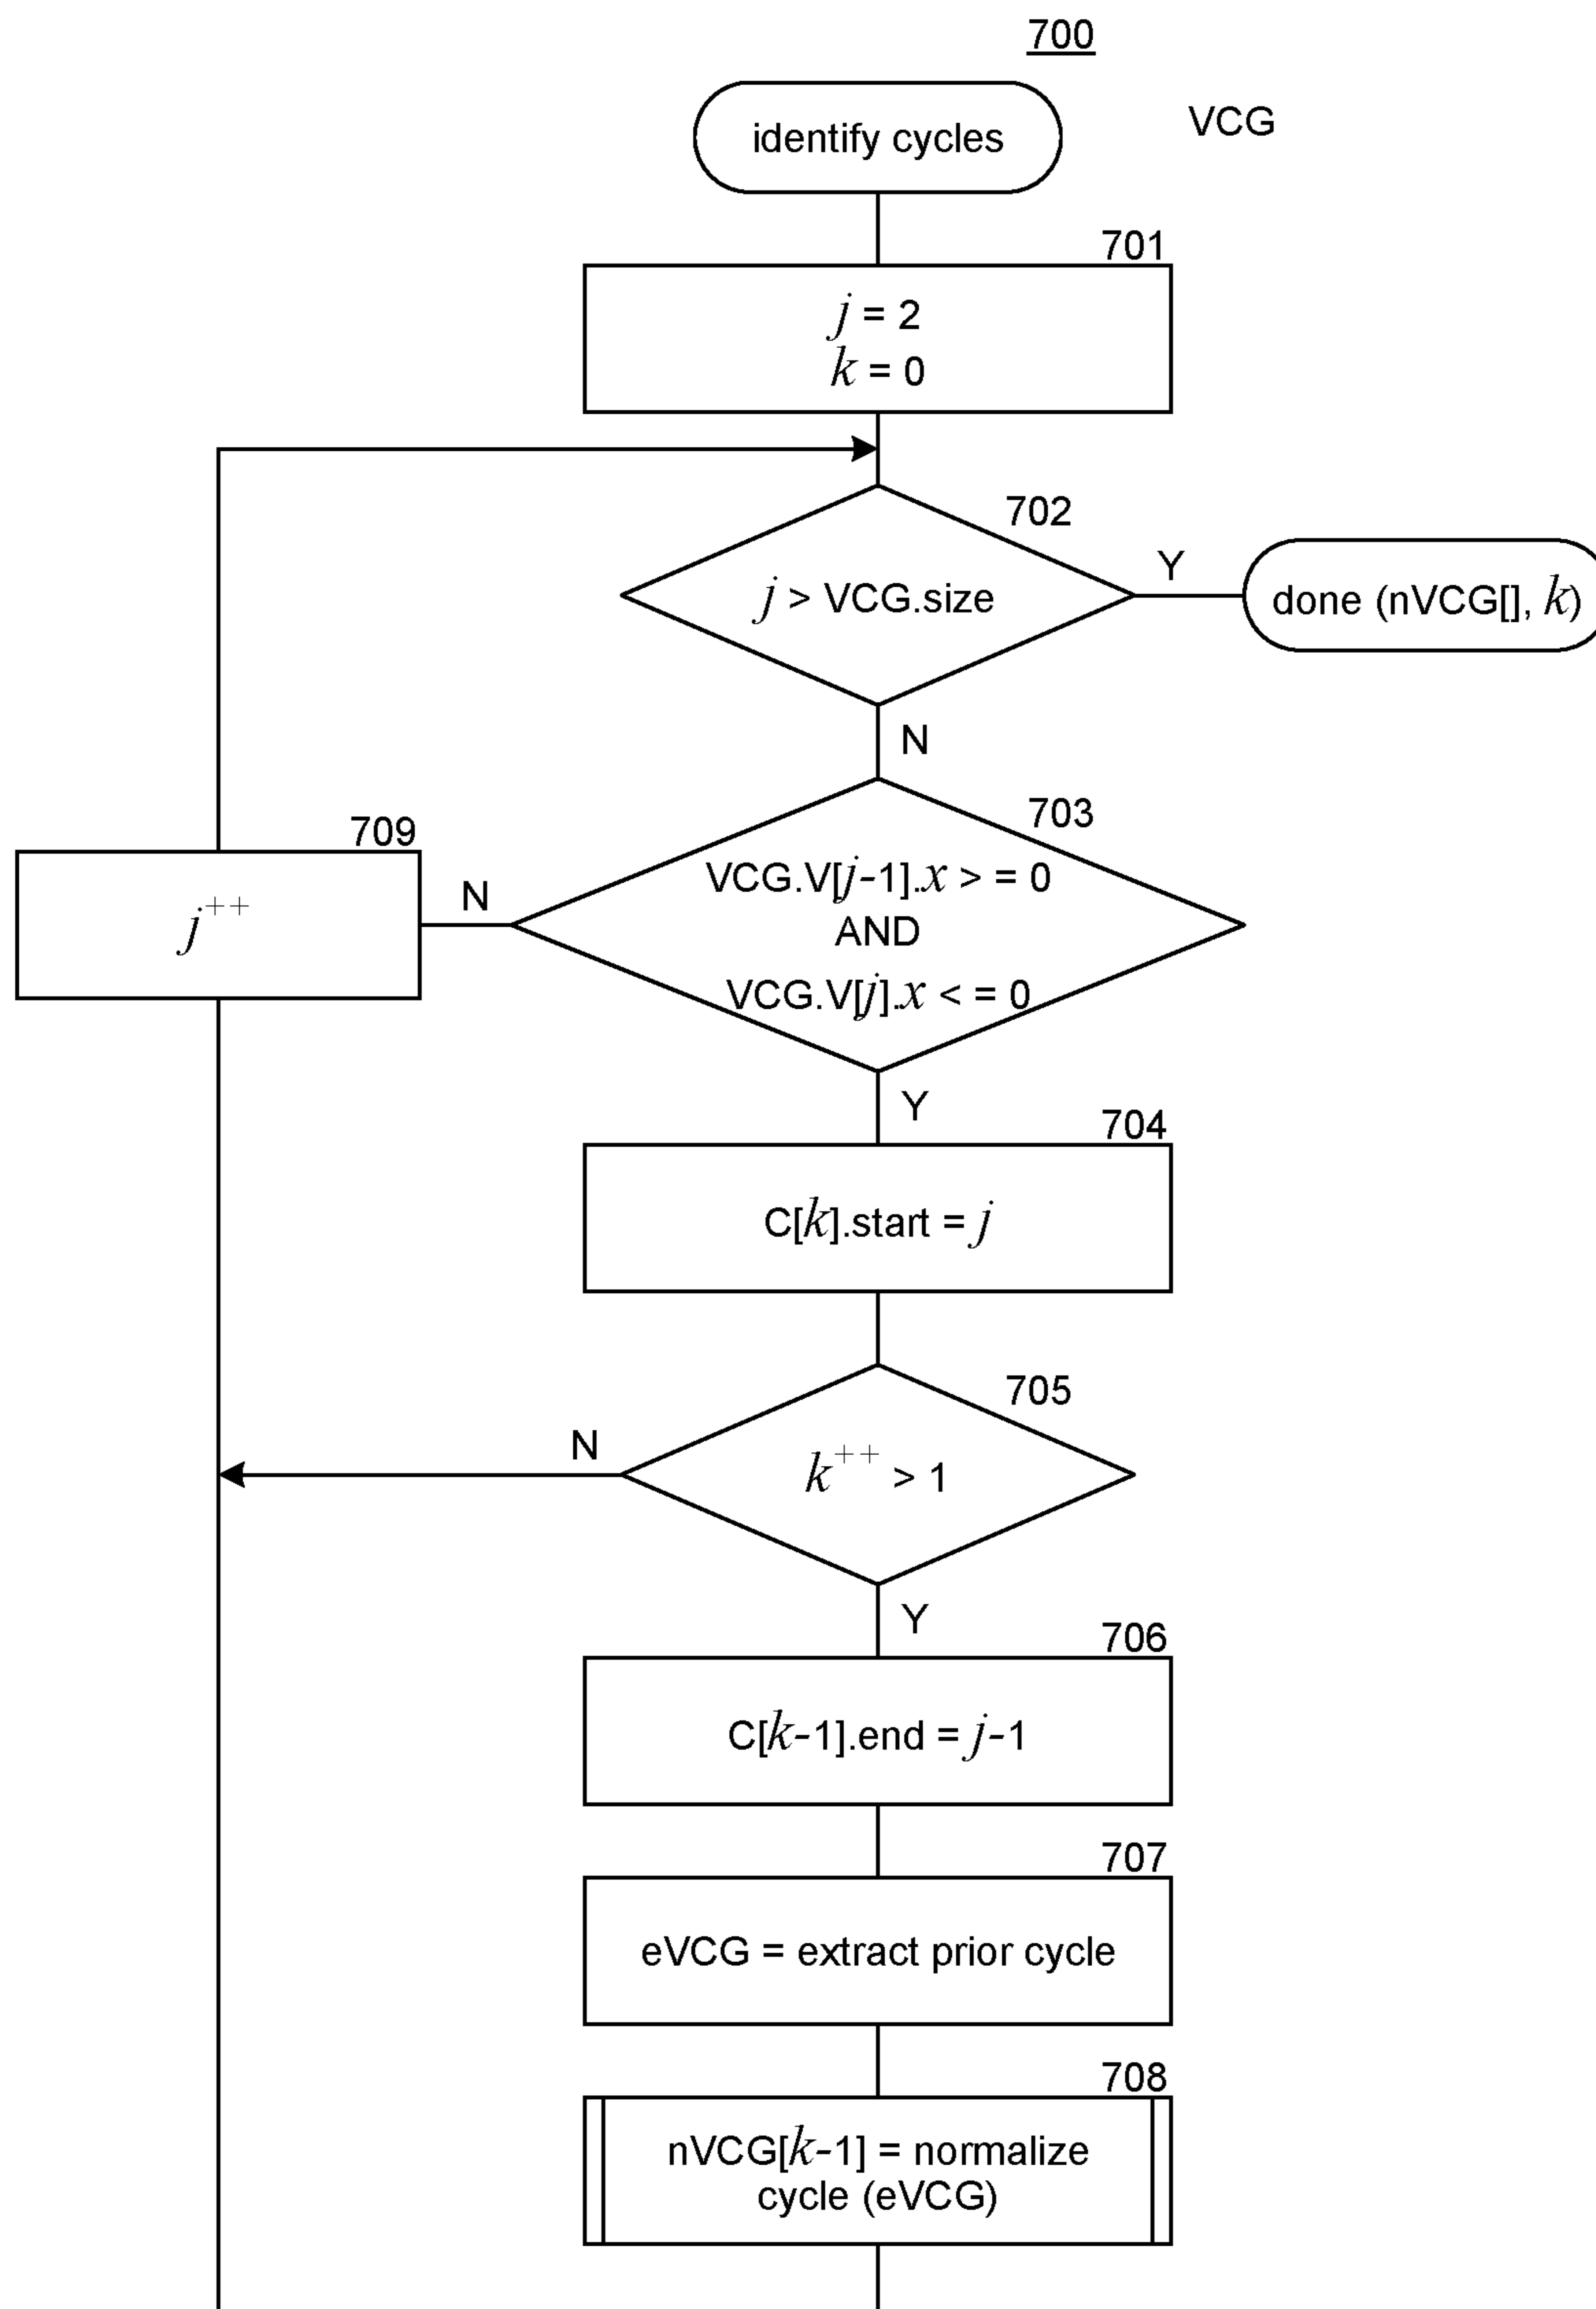 700
identify cycles
VCG
701
j = 2
k = 0
702
j > VCG.size
Y
done (nVCG[], k)
N
703
VCG.V[j-1].x > = 0
AND
VCG.V[j].x < = 0
N
709
j++
Y
704
C[k].start = j
705
k++ > 1
N
Y
706
C[k-1].end = j-1
707
eVCG = extract prior cycle
708
nVCG[k-1] = normalize
cycle (eVCG)